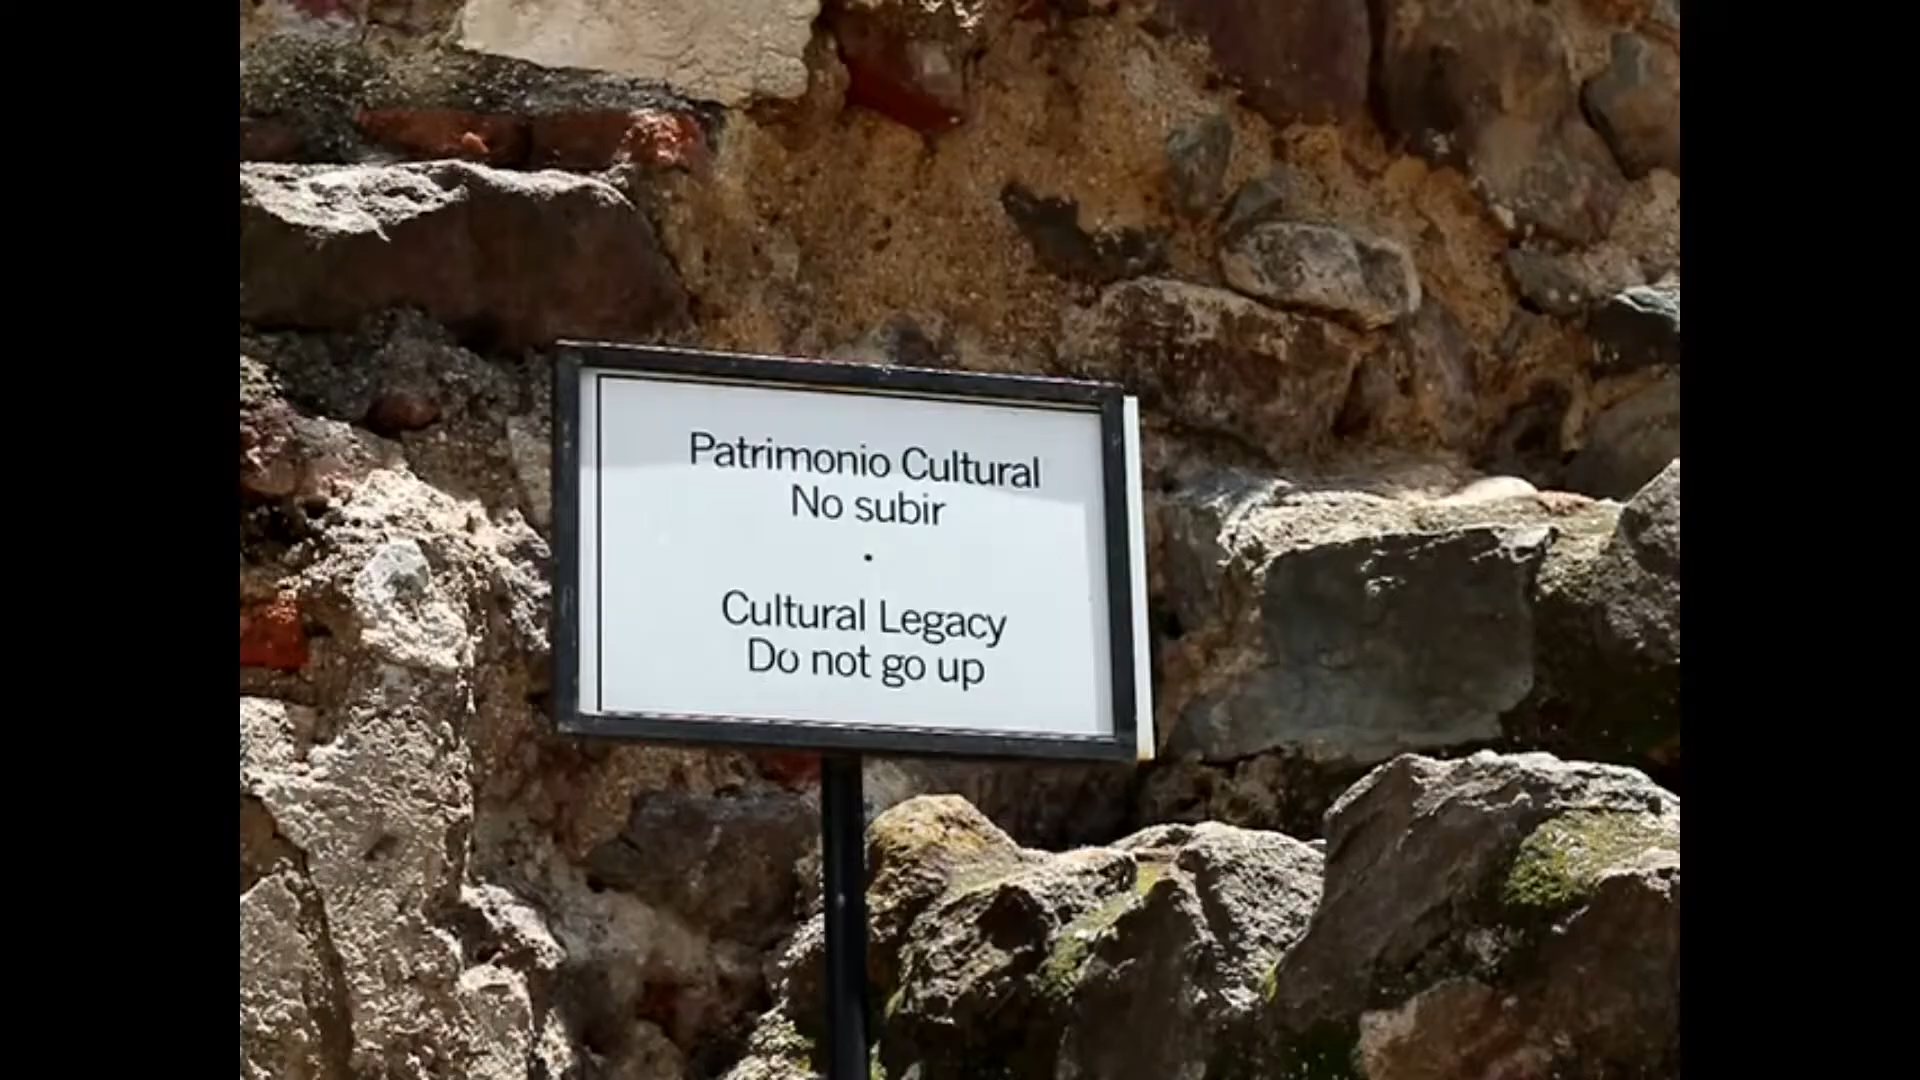 Patrimonio Cultural
No subir
•
Cultural Legacy
Do not go up